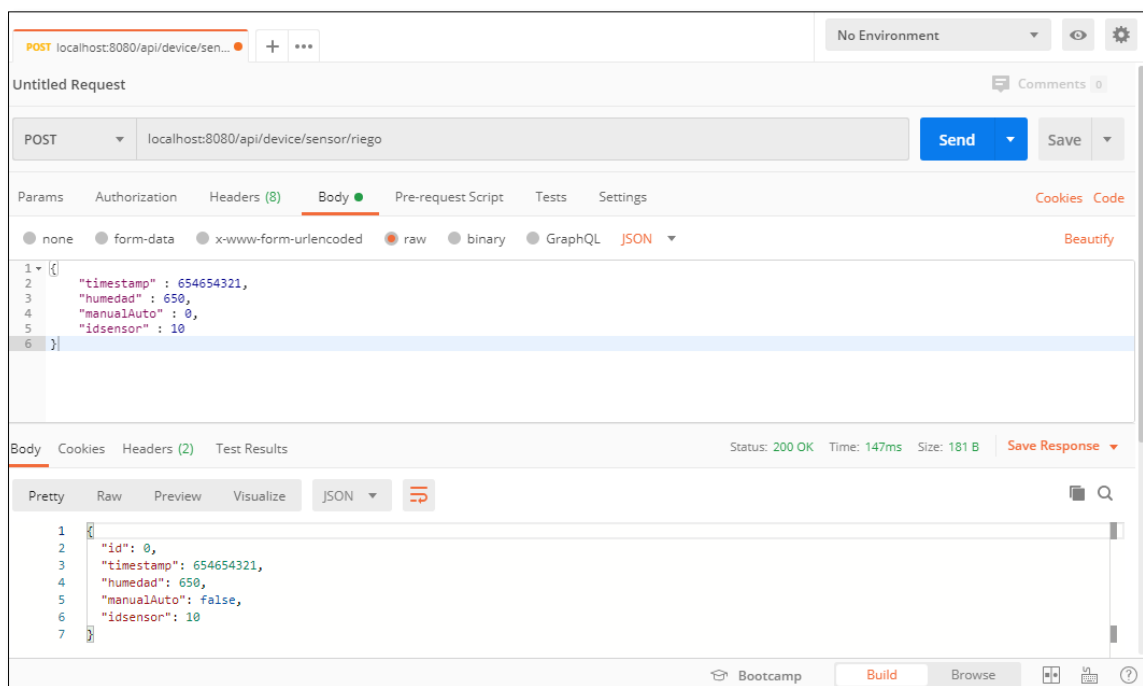 POST localhost:8080/api/device/sen... No Environment
Untitled Request Comments 0
POST localhost:8080/api/device/sensor/riego Send Save
Params Authorization Headers (8) Body Pre-request Script Tests Settings Cookies Code
none form-data x-www-form-urlencoded raw binary GraphQL JSON Beautify
1 {
2 "timestamp" : 654654321,
3 "humedad" : 650,
4 "manualAuto" : 0,
5 "idsensor" : 10
6 }
Body Cookies Headers (2) Test Results Status: 200 OK Time: 147ms Size: 181 B Save Response
Pretty Raw Preview Visualize JSON
1 {
2 "id": 0,
3 "timestamp": 654654321,
4 "humedad": 650,
5 "manualAuto": false,
6 "idsensor": 10
7 }
Bootcamp Build Browse